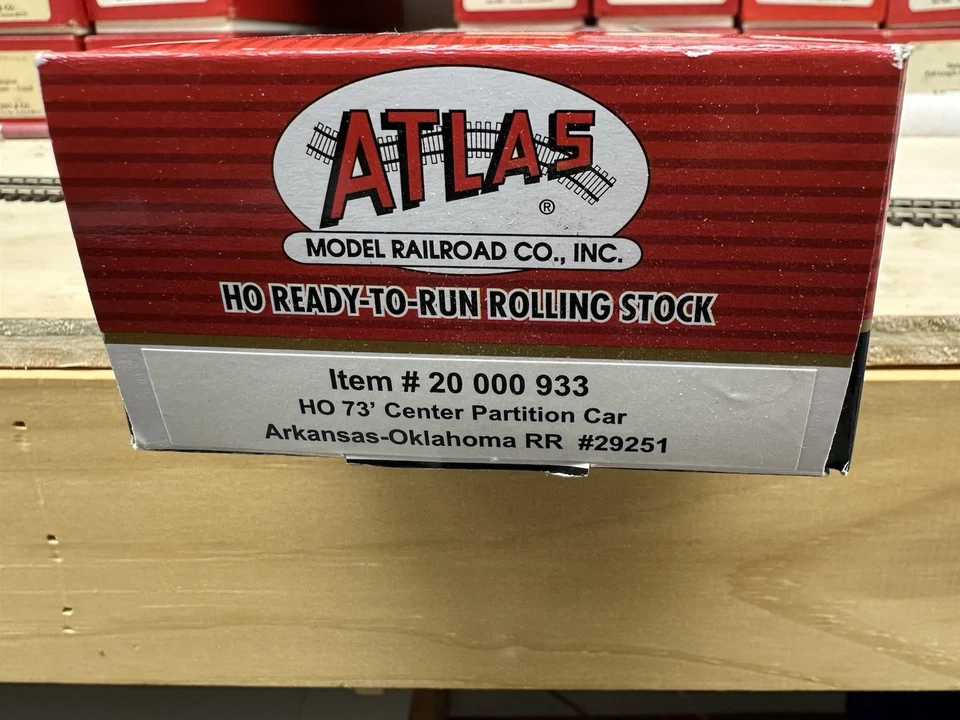 ATLAS
®
MODEL RAILROAD CO., INC.
HO READY-TO-RUN ROLLING STOCK
Item # 20 000 933
HO 73' Center Partition Car
Arkansas-Oklahoma RR #29251